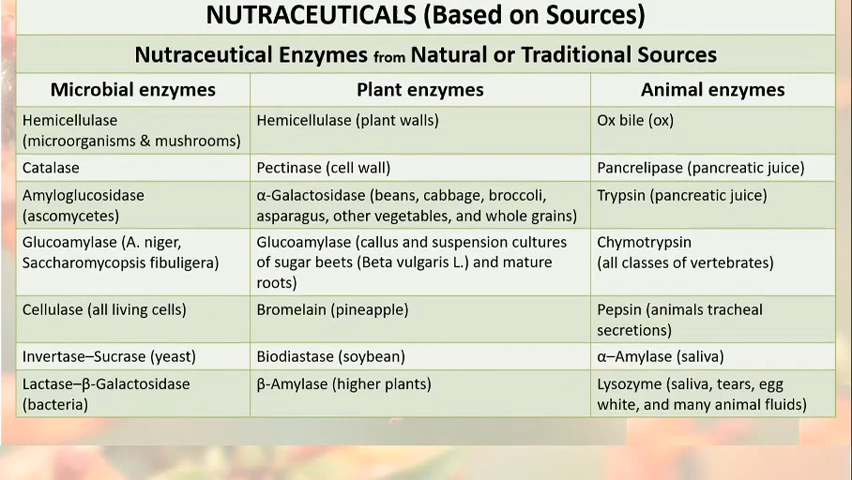 NUTRACEUTICALS (Based on Sources)
Nutraceutical Enzymes from Natural or Traditional Sources
Microbial enzymes
Plant enzymes
Animal enzymes
Hemicellulase
(microorganisms & mushrooms)
Hemicellulase (plant walls)
Ox bile (ox)
Catalase
Pectinase (cell wall)
Pancrelipase (pancreatic juice)
Amyloglucosidase
(ascomycetes)
α-Galactosidase (beans, cabbage, broccoli,
asparagus, other vegetables, and whole grains)
Trypsin (pancreatic juice)
Glucoamylase (A. niger,
Saccharomycopsis fibuligera)
Glucoamylase (callus and suspension cultures
of sugar beets (Beta vulgaris L.) and mature
roots)
Chymotrypsin
(all classes of vertebrates)
Cellulase (all living cells)
Bromelain (pineapple)
Pepsin (animals tracheal
secretions)
Invertase–Sucrase (yeast)
Biodiastase (soybean)
α–Amylase (saliva)
Lactase–β-Galactosidase
(bacteria)
β-Amylase (higher plants)
Lysozyme (saliva, tears, egg
white, and many animal fluids)